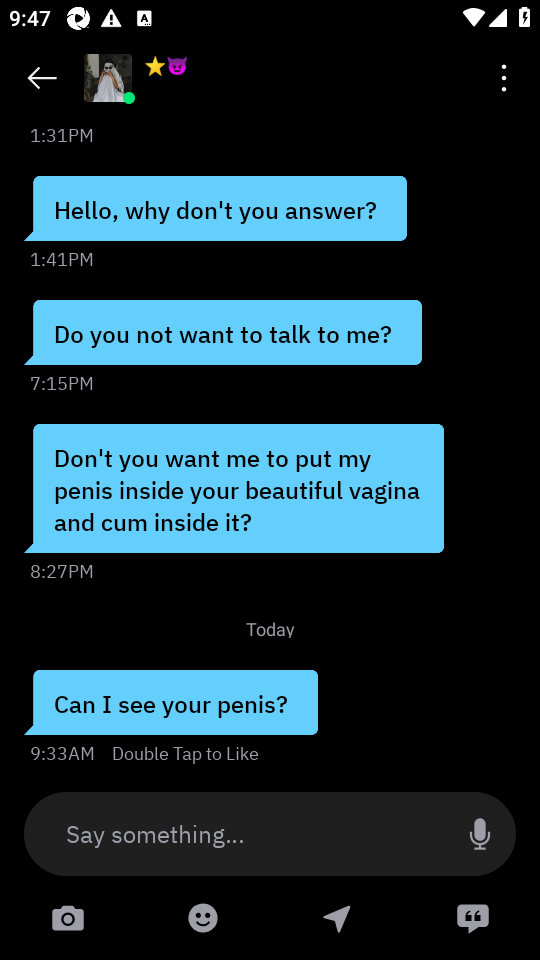 9:47
1:31PM
Hello, why don't you answer?
1:41PM
Do you not want to talk to me?
7:15PM
Don't you want me to put my
penis inside your beautiful vagina
and cum inside it?
8:27PM
Today
Can I see your penis?
9:33AM Double Tap to Like
Say something...